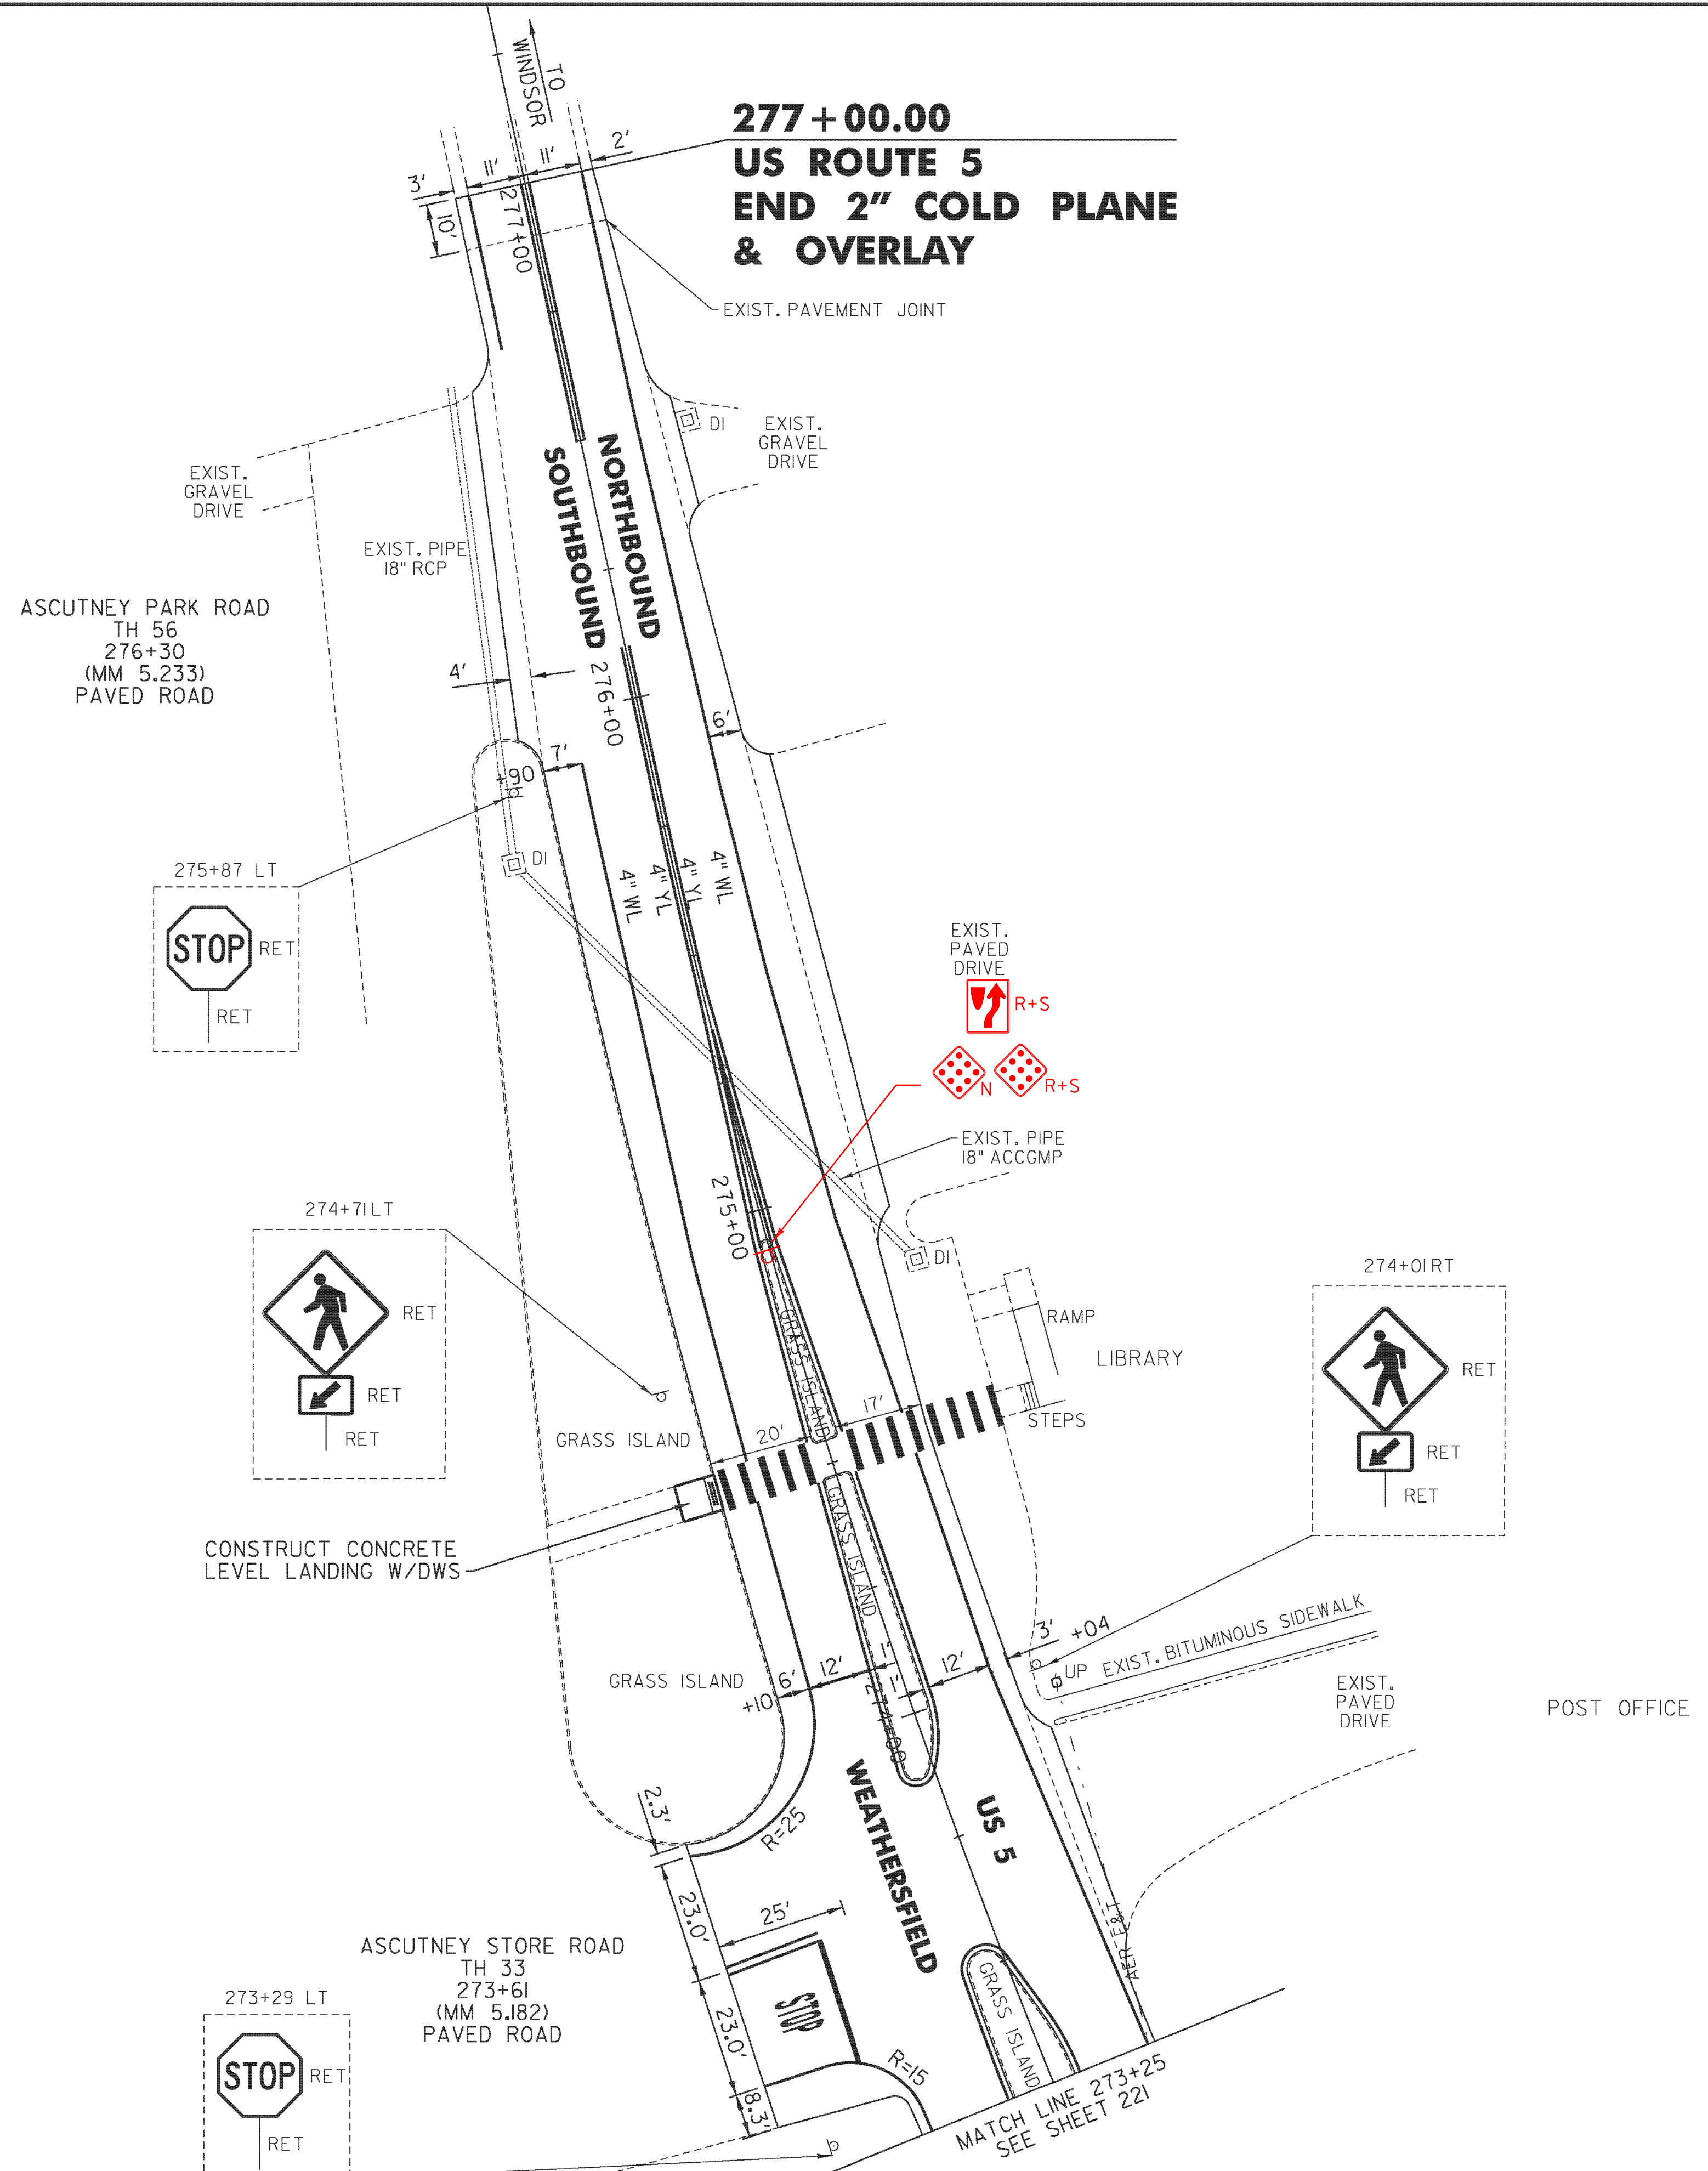 TO
WINDSOR
277+00.00
US ROUTE 5
END 2" COLD PLANE
& OVERLAY
3'
11'
11'
2'
10'
277+00
EXIST. PAVEMENT JOINT
DI
EXIST.
GRAVEL
DRIVE
EXIST.
GRAVEL
DRIVE
NORTHBOUND
SOUTHBOUND
EXIST. PIPE
18" RCP
ASCUTNEY PARK ROAD
TH 56
276+30
(MM 5.233)
PAVED ROAD
4'
276+00
6'
7'
+90
DI
4" WL
4" YL
4" YL
4" WL
275+87 LT
STOP
RET
RET
EXIST.
PAVED
DRIVE
R+S
N
R+S
EXIST. PIPE
18" ACCGMP
275+00
DI
274+71 LT
RET
RET
RET
GRASS ISLAND
RAMP
LIBRARY
STEPS
274+01 RT
RET
RET
RET
17'
20'
GRASS ISLAND
GRASS ISLAND
CONSTRUCT CONCRETE
LEVEL LANDING W/DWS
3'
+04
UP
EXIST. BITUMINOUS SIDEWALK
GRASS ISLAND
+10
6'
12'
1'
1'
12'
274+00
EXIST.
PAVED
DRIVE
POST OFFICE
WEATHERSFIELD
US 5
2.3'
R=25
23.0'
25'
STOP
23.0'
18.3'
R=15
GRASS ISLAND
AER E&T
ASCUTNEY STORE ROAD
TH 33
273+61
(MM 5.182)
PAVED ROAD
273+29 LT
STOP
RET
RET
MATCH LINE 273+25
SEE SHEET 221